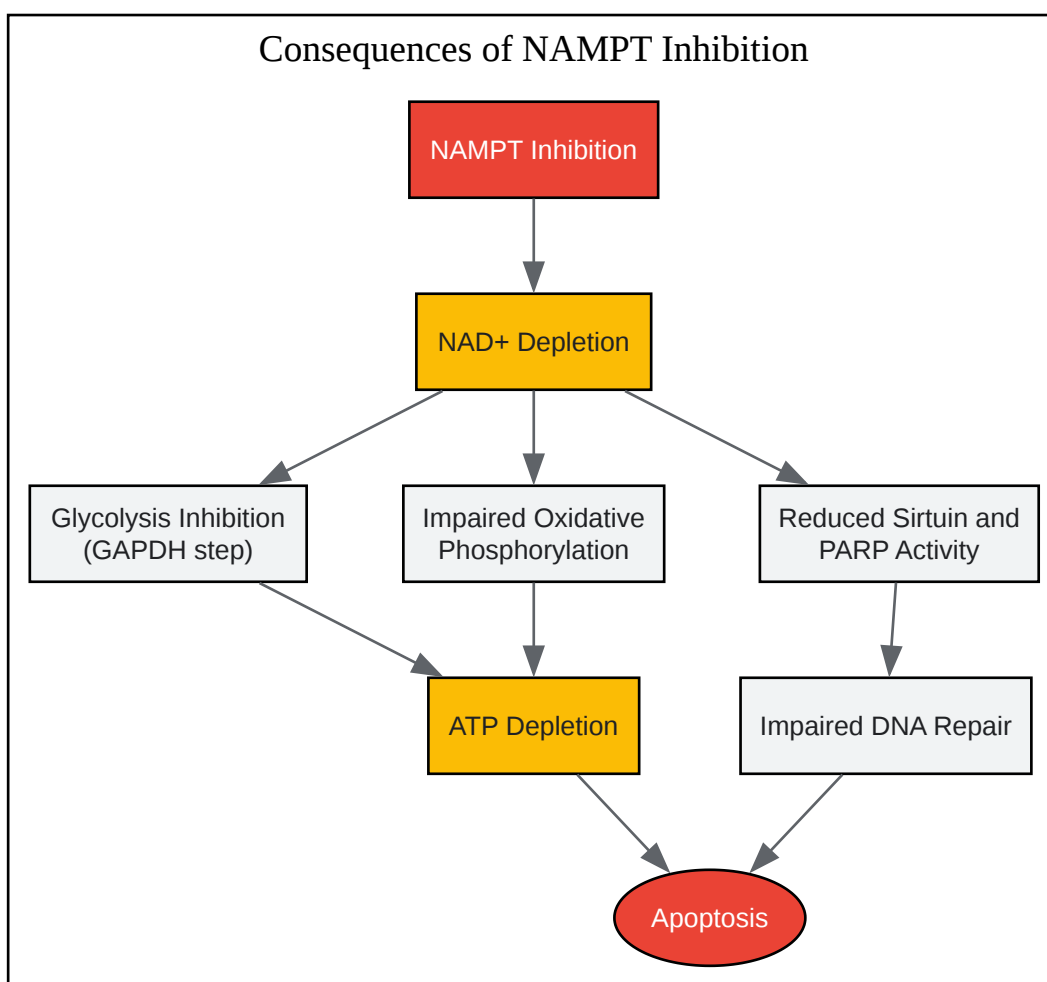 Consequences of NAMPT Inhibition
NAMPT Inhibition
NAD+ Depletion
Glycolysis Inhibition
(GAPDH step)
Impaired Oxidative
Phosphorylation
Reduced Sirtuin and
PARP Activity
ATP Depletion
Impaired DNA Repair
Apoptosis